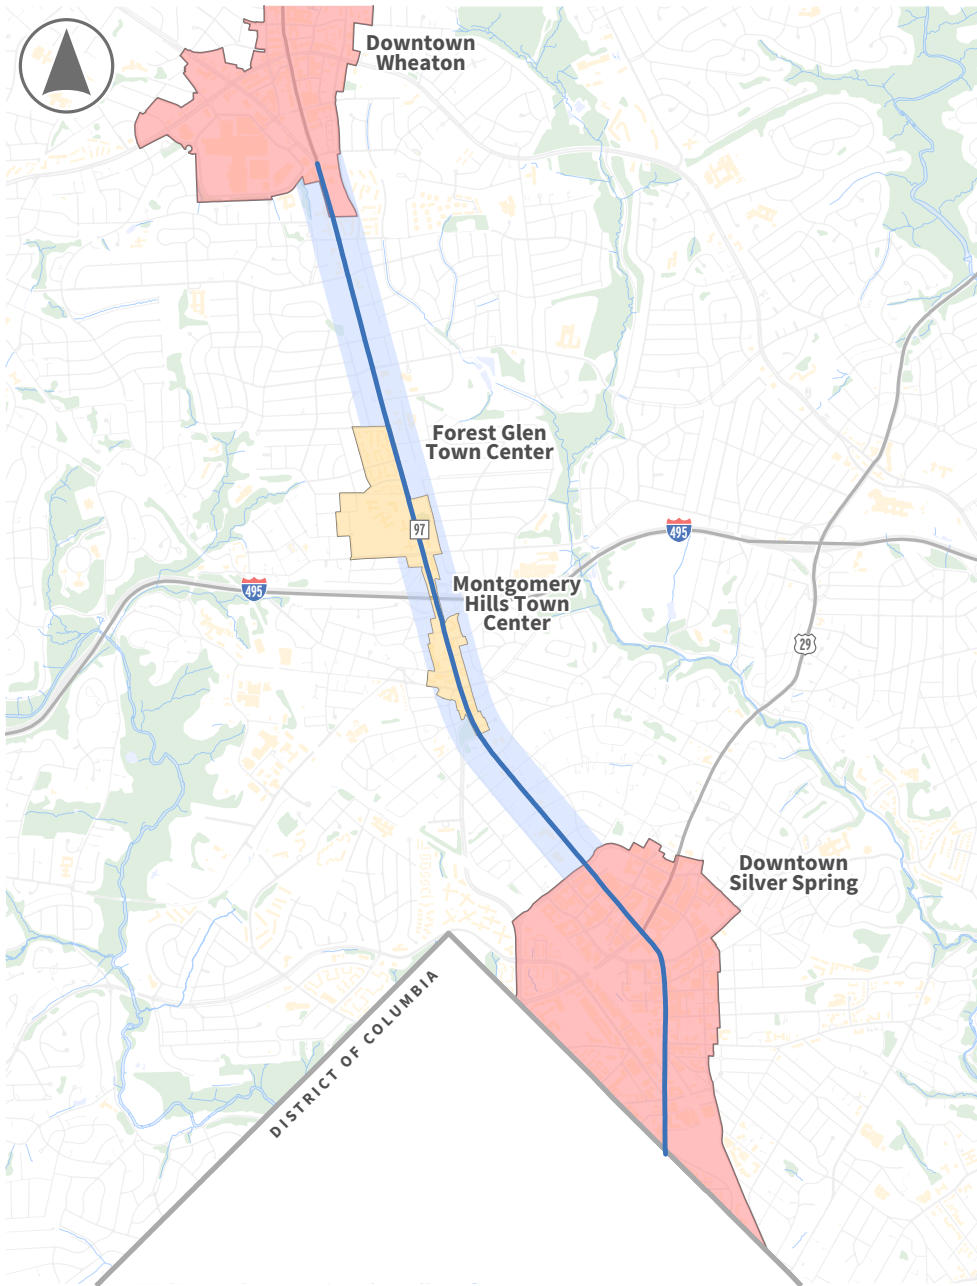 Downtown
Wheaton
Forest Glen
Town Center
97
495
Montgomery
Hills Town
Center
495
29
Downtown
Silver Spring
DISTRICT OF COLUMBIA